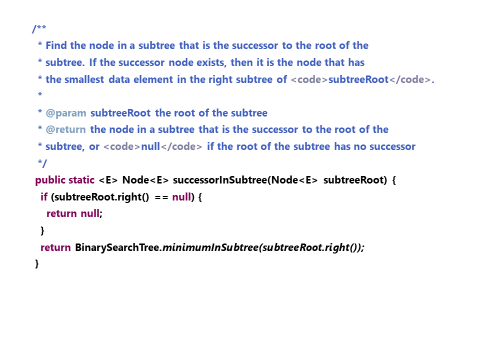 /**
* Find the node in a subtree that is the successor to the root of the
* subtree. If the successor node exists, then it is the node that has
* the smallest data element in the right subtree of <code>subtreeRoot</code>.
*
* @param subtreeRoot the root of the subtree
* @return the node in a subtree that is the successor to the root of the
* subtree, or <code>null</code> if the root of the subtree has no successor
*/
public static <E> Node<E> successorInSubtree(Node<E> subtreeRoot) {
if (subtreeRoot.right() == null) {
return null;
}
return BinarySearchTree.minimumInSubtree(subtreeRoot.right());
}